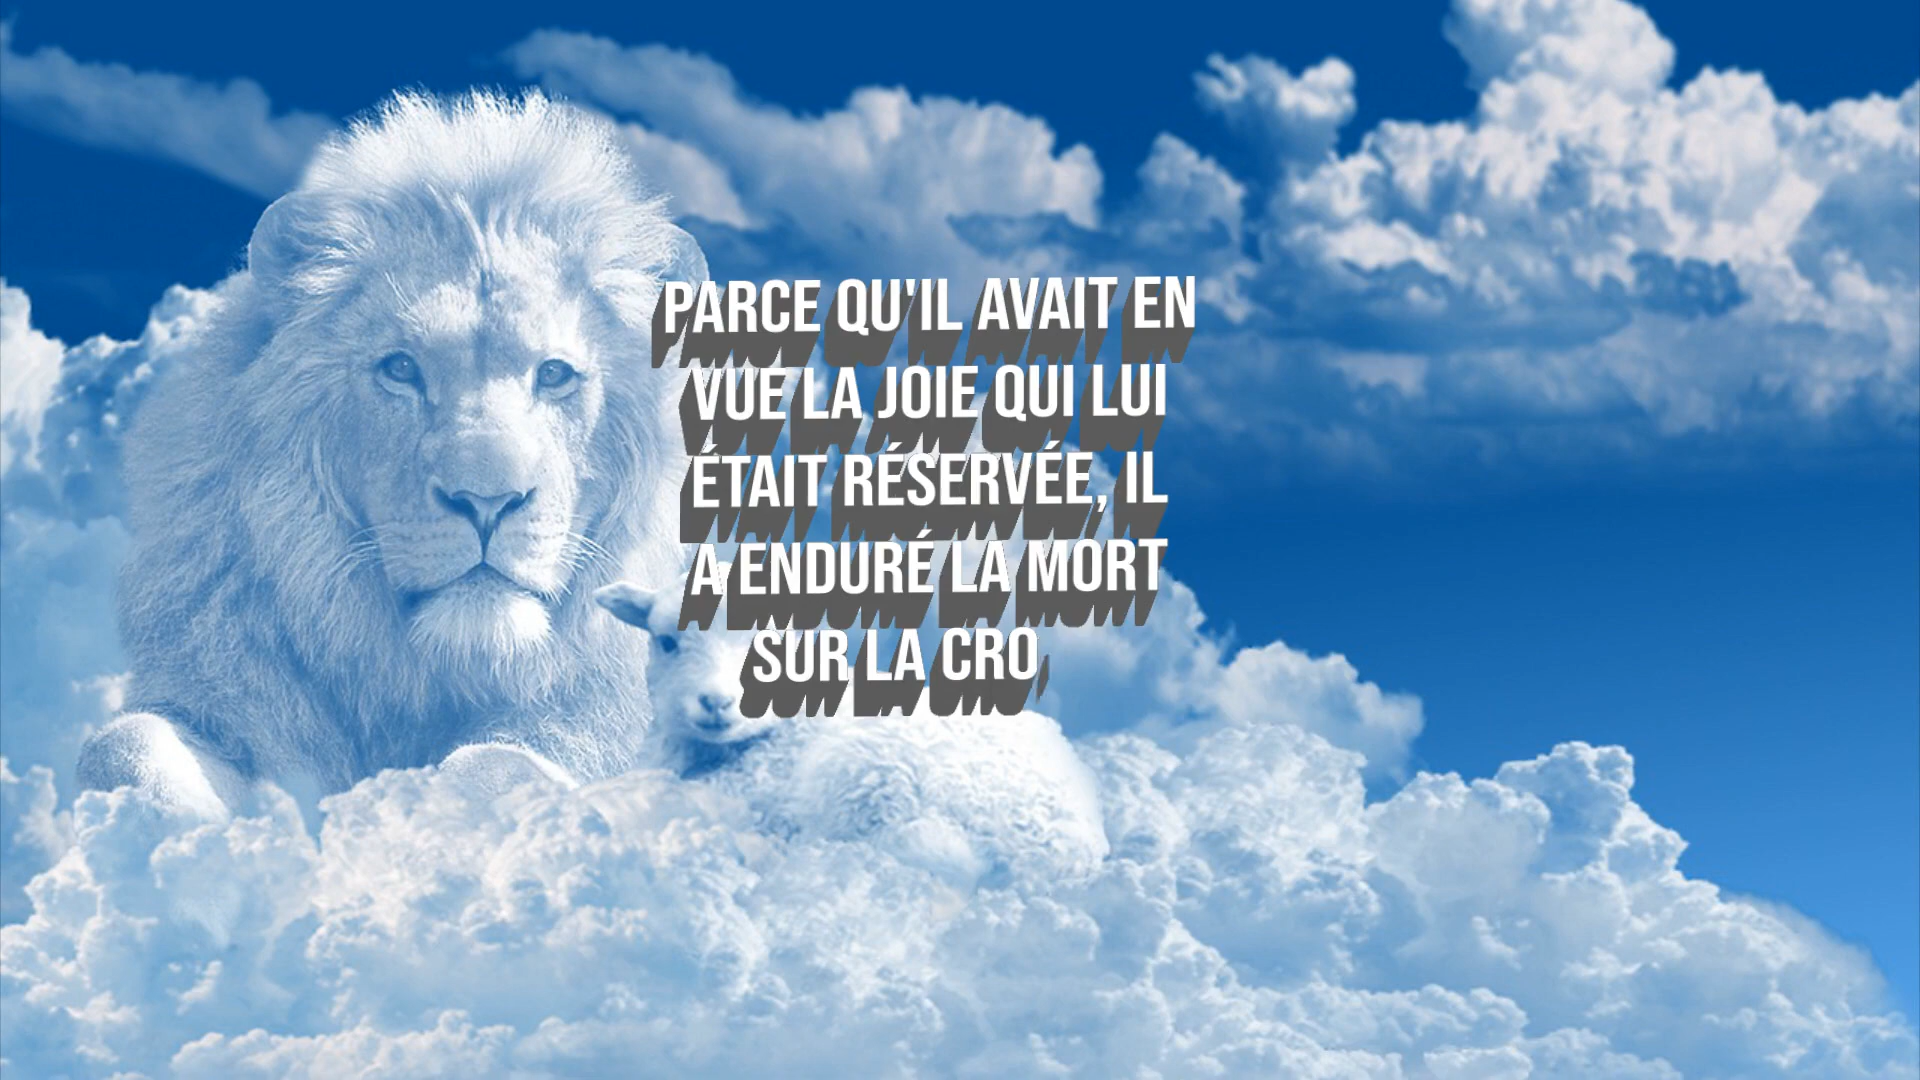 PARCE QU'IL AVAIT EN
VUE LA JOIE QUI LUI
ÉTAIT RÉSERVÉE, IL
A ENDURÉ LA MORT
SUR LA CRO